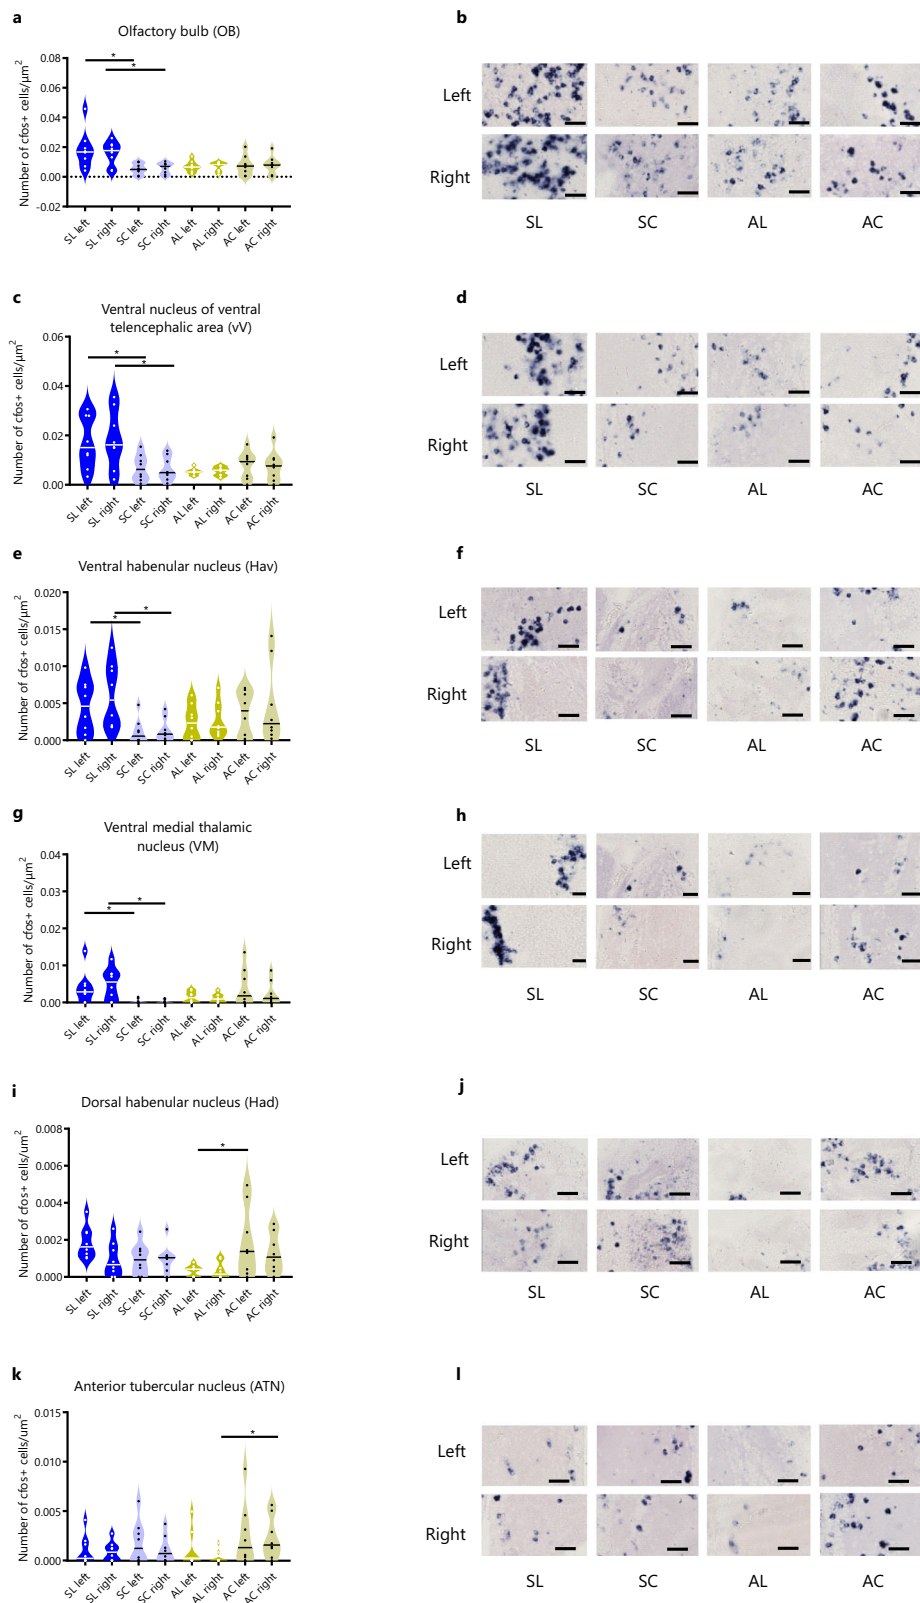 a
Olfactory bulb (OB)
Number of cfos+ cells/μm²
0.08
0.06
0.04
0.02
0.00
-0.02
*
*
SL left
SL right
SC left
SC right
AL left
AL right
AC left
AC right
b
Left
Right
SL
SC
AL
AC
c
Ventral nucleus of ventral
telencephalic area (vV)
Number of cfos+ cells/μm²
0.06
0.04
0.02
0.00
*
*
SL left
SL right
SC left
SC right
AL left
AL right
AC left
AC right
d
Left
Right
SL
SC
AL
AC
e
Ventral habenular nucleus (Hav)
Number of cfos+ cells/μm²
0.020
0.015
0.010
0.005
0.000
*
*
SL left
SL right
SC left
SC right
AL left
AL right
AC left
AC right
f
Left
Right
SL
SC
AL
AC
g
Ventral medial thalamic
nucleus (VM)
Number of cfos+ cells/μm²
0.04
0.03
0.02
0.01
0.00
*
*
SL left
SL right
SC left
SC right
AL left
AL right
AC left
AC right
h
Left
Right
SL
SC
AL
AC
i
Dorsal habenular nucleus (Had)
Number of cfos+ cells/um²
0.008
0.006
0.004
0.002
0.000
*
SL left
SL right
SC left
SC right
AL left
AL right
AC left
AC right
j
Left
Right
SL
SC
AL
AC
k
Anterior tubercular nucleus (ATN)
Number of cfos+ cells/um²
0.015
0.010
0.005
0.000
*
SL left
SL right
SC left
SC right
AL left
AL right
AC left
AC right
l
Left
Right
SL
SC
AL
AC